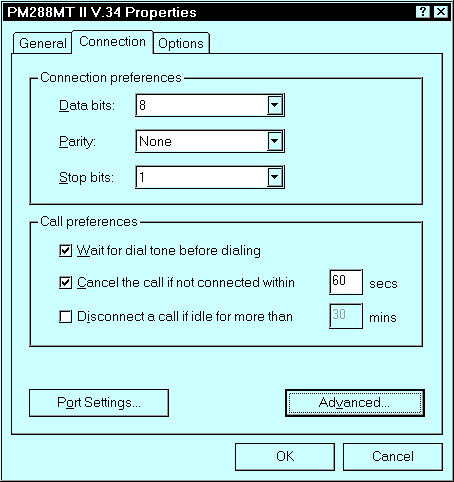 PM288MT II V.34 Properties
General Connection Options
Connection preferences
Data bits: 8
Parity: None
Stop bits: 1
Call preferences
Wait for dial tone before dialing
Cancel the call if not connected within 60 secs
Disconnect a call if idle for more than 30 mins
Port Settings... Advanced...
OK Cancel